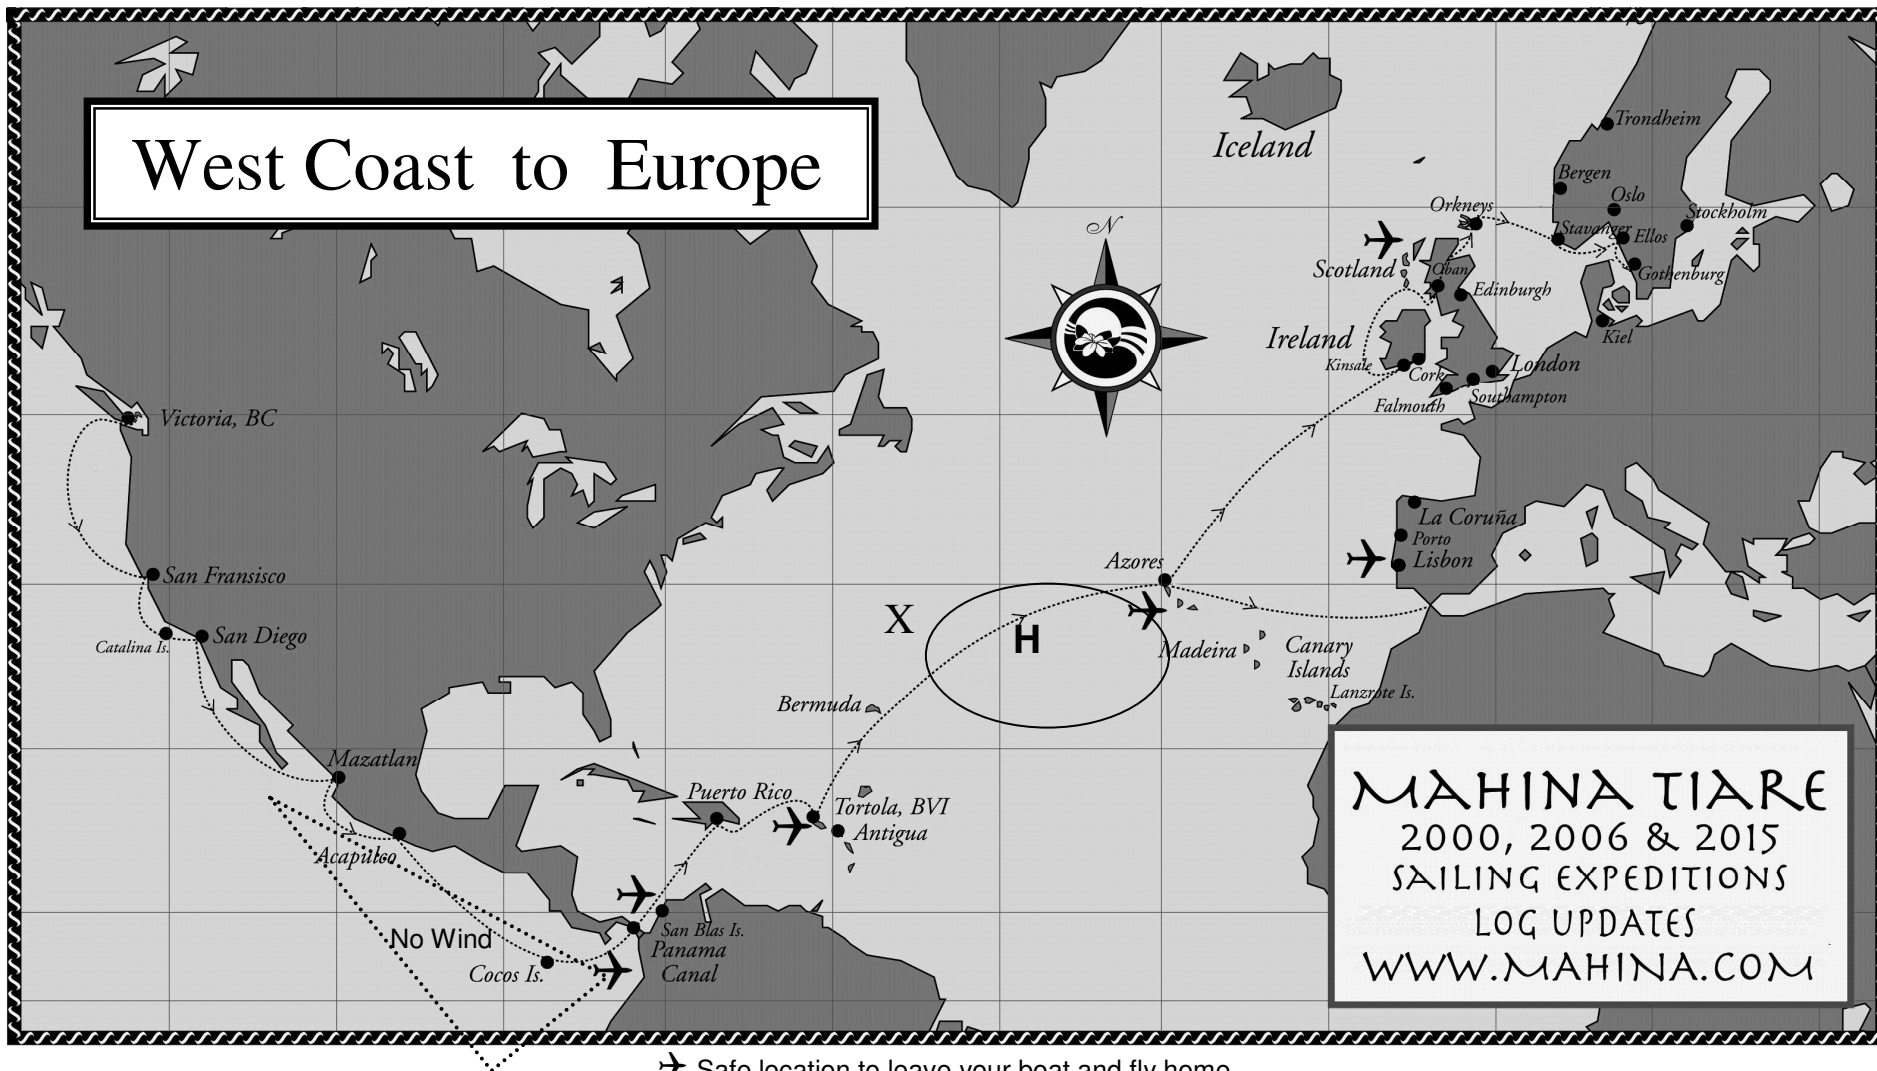 West Coast to Europe
Iceland
Trondheim
Bergen
Oslo
Stockholm
Orkneys
Stavanger
Ellos
Gothenburg
Scotland
Oban
Edinburgh
Kiel
Ireland
Kinsale
Cork
London
Falmouth
Southampton
N
Victoria, BC
La Coruña
Porto
Lisbon
Azores
San Fransisco
San Diego
Catalina Is.
X
H
Madeira
Canary
Islands
Lanzrote Is.
Bermuda
Mazatlan
Puerto Rico
Tortola, BVI
Antigua
Acapulco
No Wind
Cocos Is.
San Blas Is.
Panama
Canal
MAHINA TIARE
2000, 2006 & 2015
SAILING EXPEDITIONS
LOG UPDATES
WWW.MAHINA.COM
Safe location to leave your boat and fly home